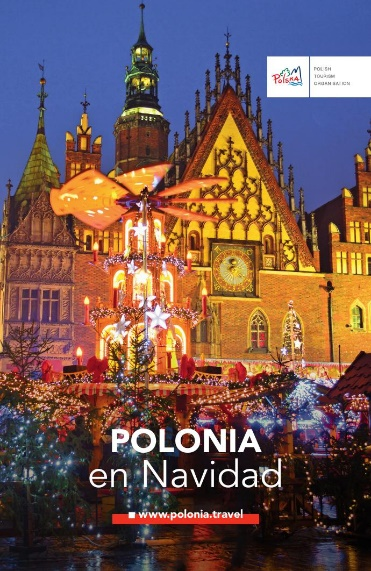 Polska
POLISH
TOURISM
ORGANISATION
POLONIA
en Navidad
www.polonia.travel